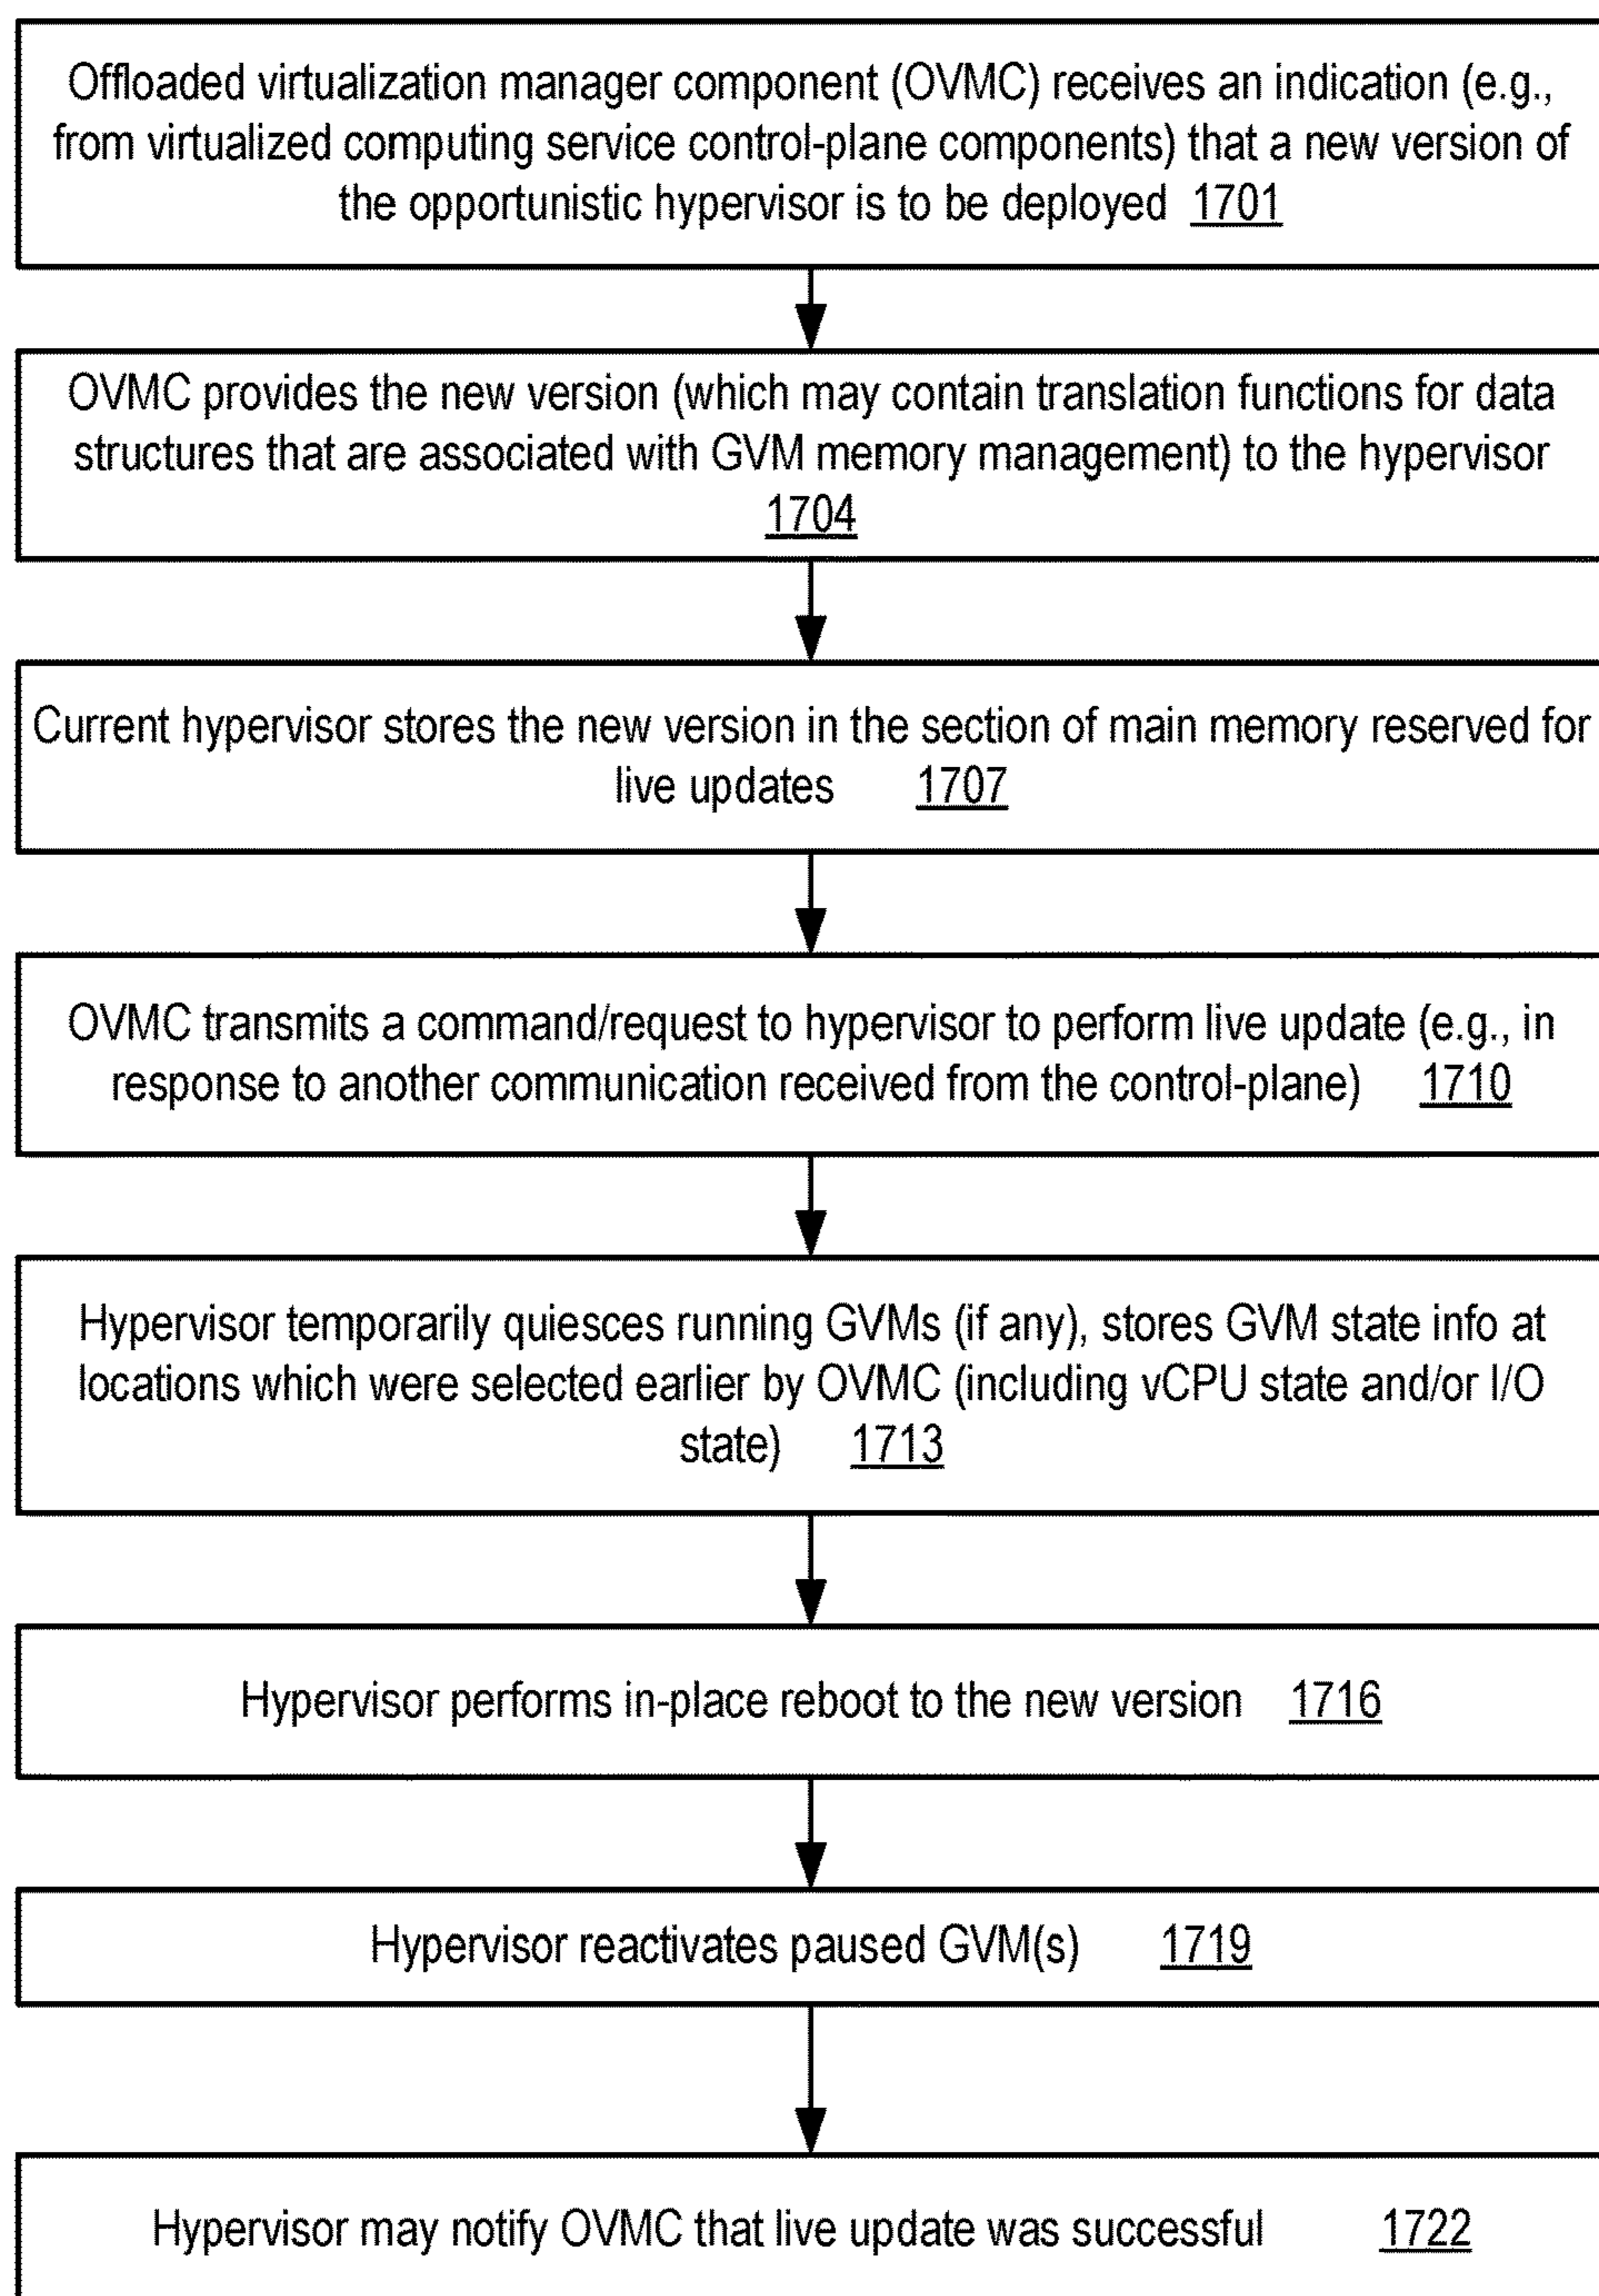 Offloaded virtualization manager component (OVMC) receives an indication (e.g.,
from virtualized computing service control-plane components) that a new version of
the opportunistic hypervisor is to be deployed 1701
OVMC provides the new version (which may contain translation functions for data
structures that are associated with GVM memory management) to the hypervisor
1704
Current hypervisor stores the new version in the section of main memory reserved for
live updates 1707
OVMC transmits a command/request to hypervisor to perform live update (e.g., in
response to another communication received from the control-plane) 1710
Hypervisor temporarily quiesces running GVMs (if any), stores GVM state info at
locations which were selected earlier by OVMC (including vCPU state and/or I/O
state) 1713
Hypervisor performs in-place reboot to the new version 1716
Hypervisor reactivates paused GVM(s) 1719
Hypervisor may notify OVMC that live update was successful 1722